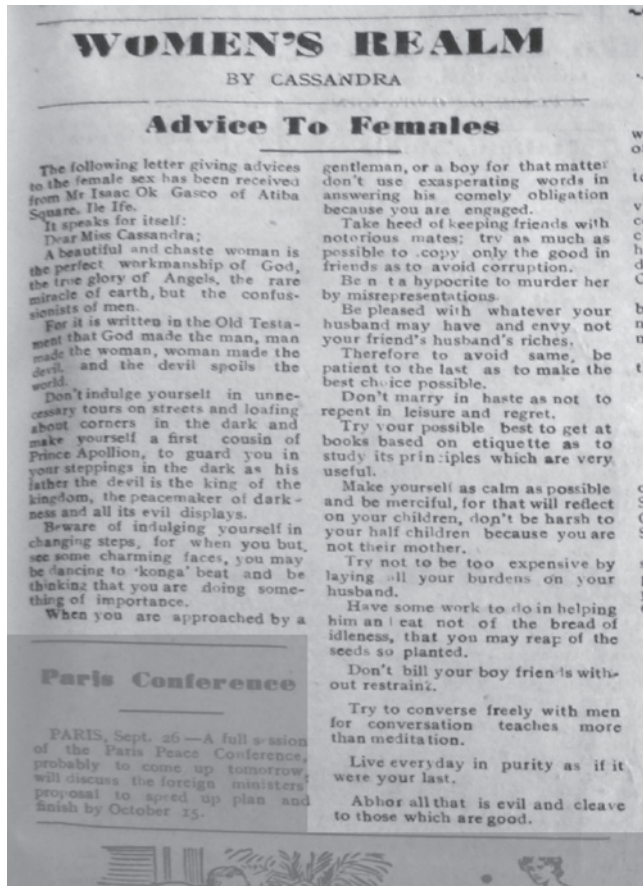 WOMEN'S REALM
BY CASSANDRA
Advice To Females
The following letter giving advices
to the female sex has been received
from Mr Isaac Ok Gasco of Atiba
Square. Ile Ife.
It speaks for itself:
Dear Miss Cassandra;
A beautiful and chaste woman is
the perfect workmanship of God,
the true glory of Angels, the rare
miracle of earth, but the confus-
ionists of men.
For it is written in the Old Testa-
ment that God made the man, man
made the woman, woman made the
devil, and the devil spoils the
world.
Don't indulge yourself in unne-
cessary tours on streets and loafing
about corners in the dark and
make yourself a first cousin of
Prince Apollion, to guard you in
your steppings in the dark as his
father the devil is the king of the
kingdom, the peacemaker of dark-
ness and all its evil displays.
Beware of indulging yourself in
changing steps, for when you but,
see some charming faces, you may
be dancing to 'konga' beat and be
thinking that you are doing some-
thing of importance.
When you are approached by a
gentleman, or a boy for that matter
don't use exasperating words in
answering his comely obligation
because you are engaged.
Take heed of keeping friends with
notorious mates; try as much as
possible to copy only the good in
friends as to avoid corruption.
Be n t a hypocrite to murder her
by misrepresentations.
Be pleased with whatever your
husband may have and envy not
your friend's husband's riches.
Therefore to avoid same, be
patient to the last as to make the
best choice possible.
Don't marry in haste as not to
repent in leisure and regret.
Try your possible best to get at
books based on etiquette as to
study its principles which are very
useful.
Make yourself as calm as possible
and be merciful, for that will reflect
on your children, don't be harsh to
your half children because you are
not their mother.
Try not to be too expensive by
laying all your burdens on your
husband.
Have some work to do in helping
him an l eat not of the bread of
idleness, that you may reap of the
seeds so planted.
Don't bill your boy friends with-
out restraint.
Try to converse freely with men
for conversation teaches more
than meditation.
Live everyday in purity as if it
were your last.
Abhor all that is evil and cleave
to those which are good.
Paris Conference
PARIS, Sept. 26—A full session
of the Paris Peace Conference,
probably to come up tomorrow
will discuss the foreign ministers'
proposal to speed up plan and
finish by October 15.